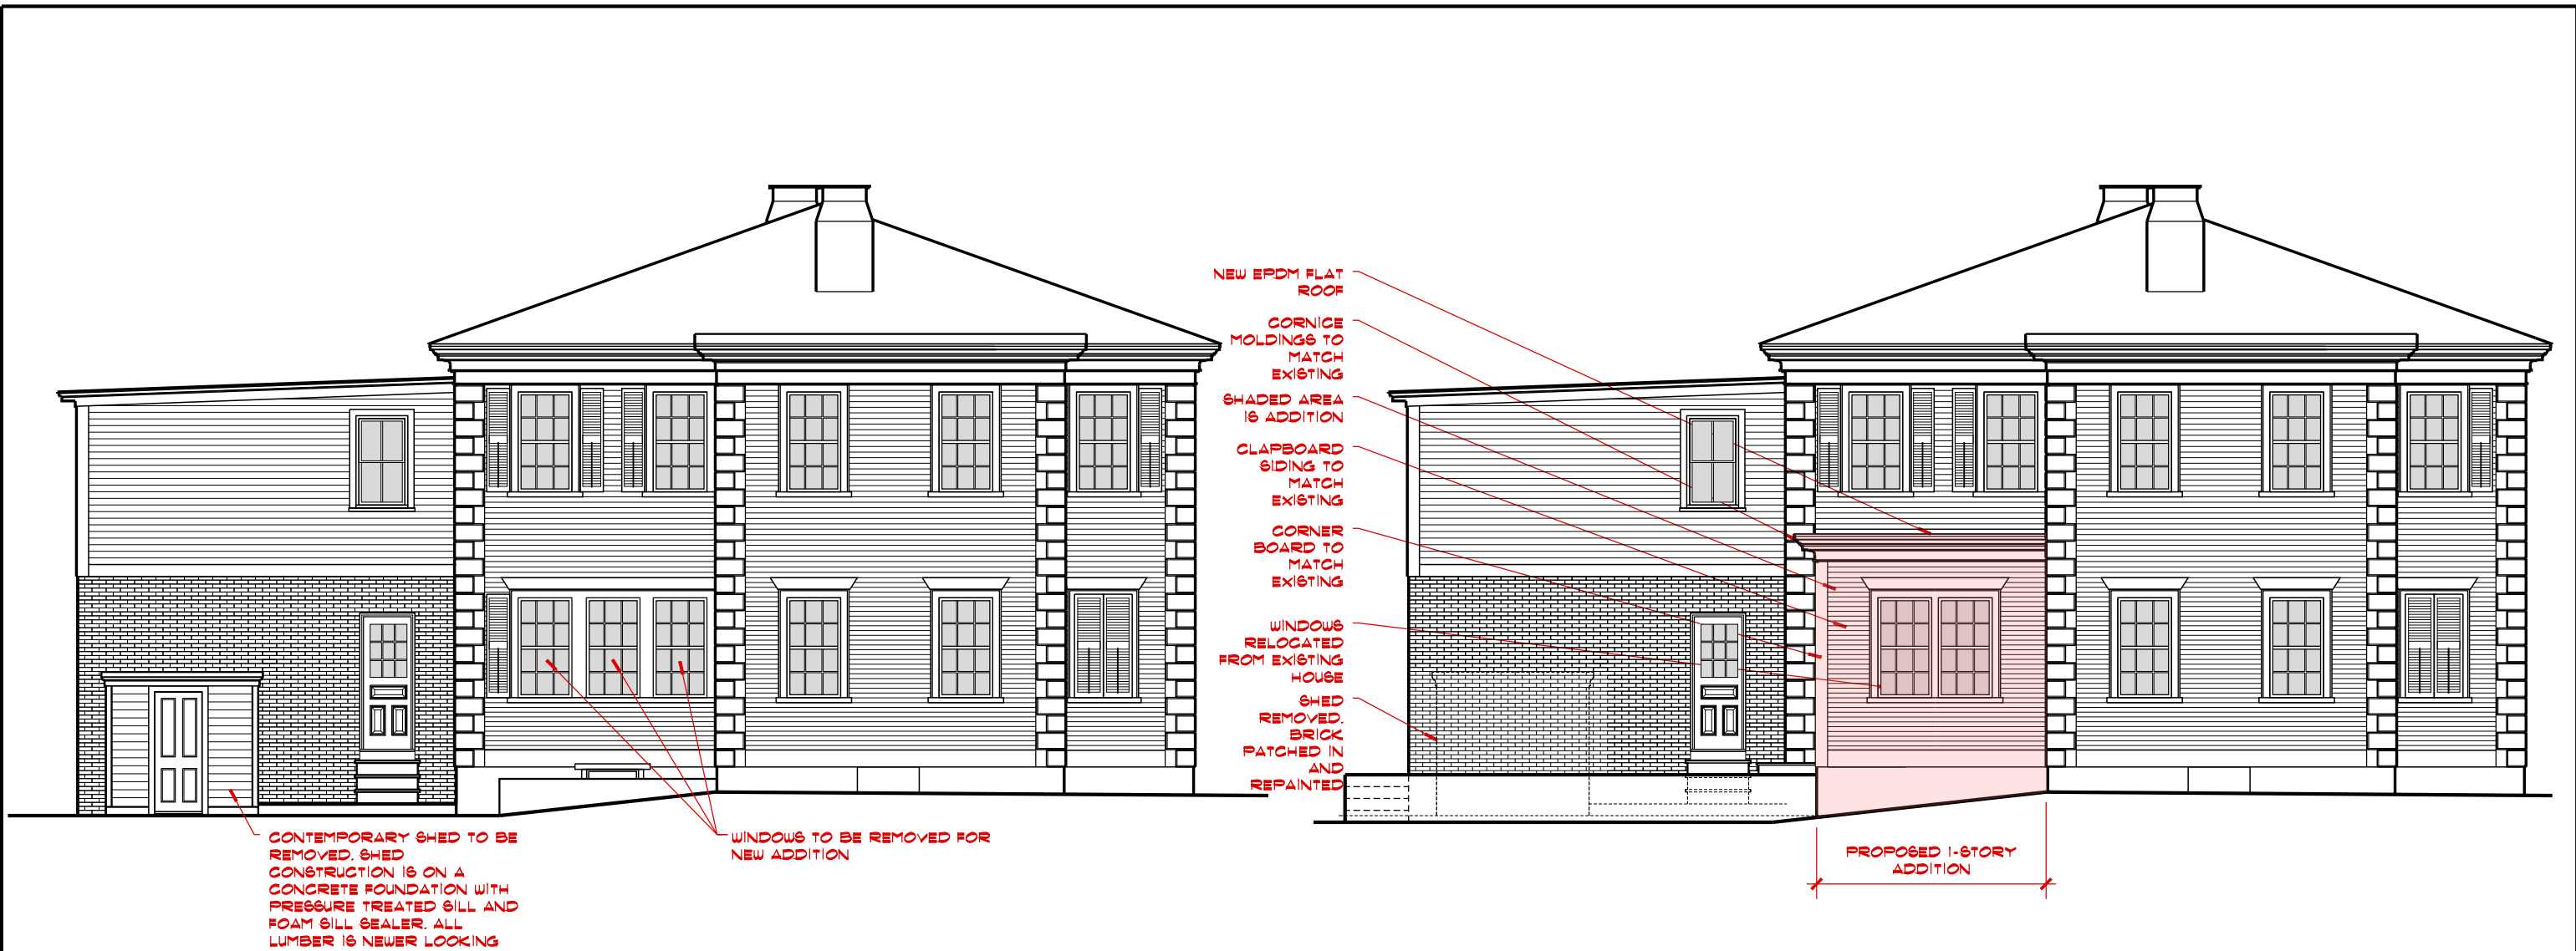 NEW EPDM FLAT
ROOF
CORNICE
MOLDINGS TO
MATCH
EXISTING
SHADED AREA
IS ADDITION
CLAPBOARD
SIDING TO
MATCH
EXISTING
CORNER
BOARD TO
MATCH
EXISTING
WINDOWS
RELOCATED
FROM EXISTING
HOUSE
SHED
REMOVED.
BRICK
PATCHED IN
AND
REPAINTED
CONTEMPORARY SHED TO BE
REMOVED. SHED
CONSTRUCTION IS ON A
CONCRETE FOUNDATION WITH
PRESSURE TREATED SILL AND
FOAM SILL SEALER. ALL
LUMBER IS NEWER LOOKING
WINDOWS TO BE REMOVED FOR
NEW ADDITION
PROPOSED 1-STORY
ADDITION